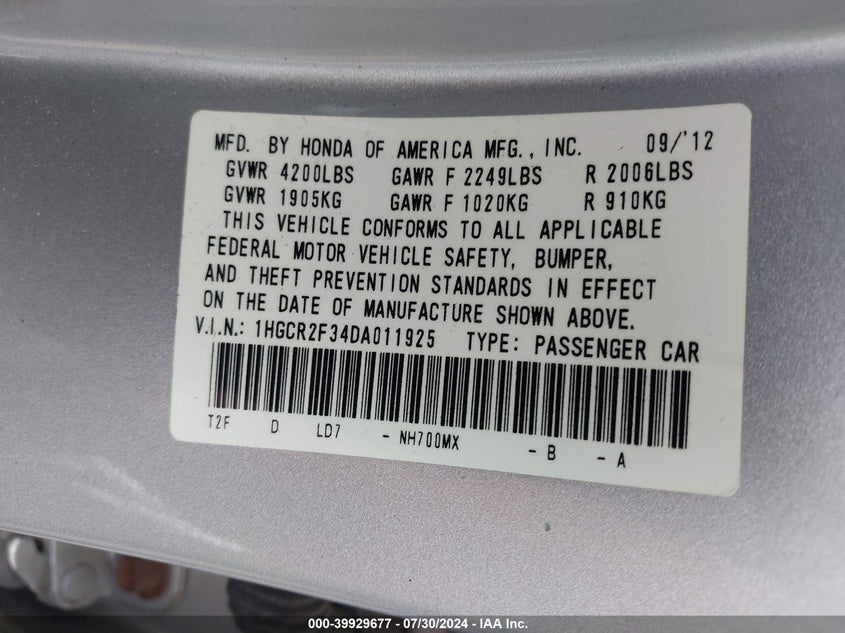 MFD. BY HONDA OF AMERICA MFG., INC. 09/'12
GVWR 4200LBS GAWR F 2249LBS R 2006LBS
GVWR 1905KG GAWR F 1020KG R 910KG
THIS VEHICLE CONFORMS TO ALL APPLICABLE
FEDERAL MOTOR VEHICLE SAFETY, BUMPER,
AND THEFT PREVENTION STANDARDS IN EFFECT
ON THE DATE OF MANUFACTURE SHOWN ABOVE.
V.I.N.: 1HGCR2F34DA011925 TYPE: PASSENGER CAR
T2F D LD7 - NH700MX - B - A
000-39929677 / 07/30/2024 - IAA Inc.